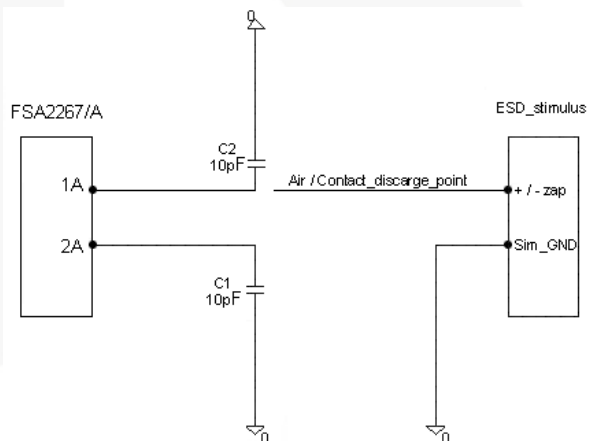 0
FSA2267/A
ESD_stimulus
C2
10pF
1A
Air / Contact_discarge_point
+ / - zap
2A
Sim_GND
C1
10pF
0
0